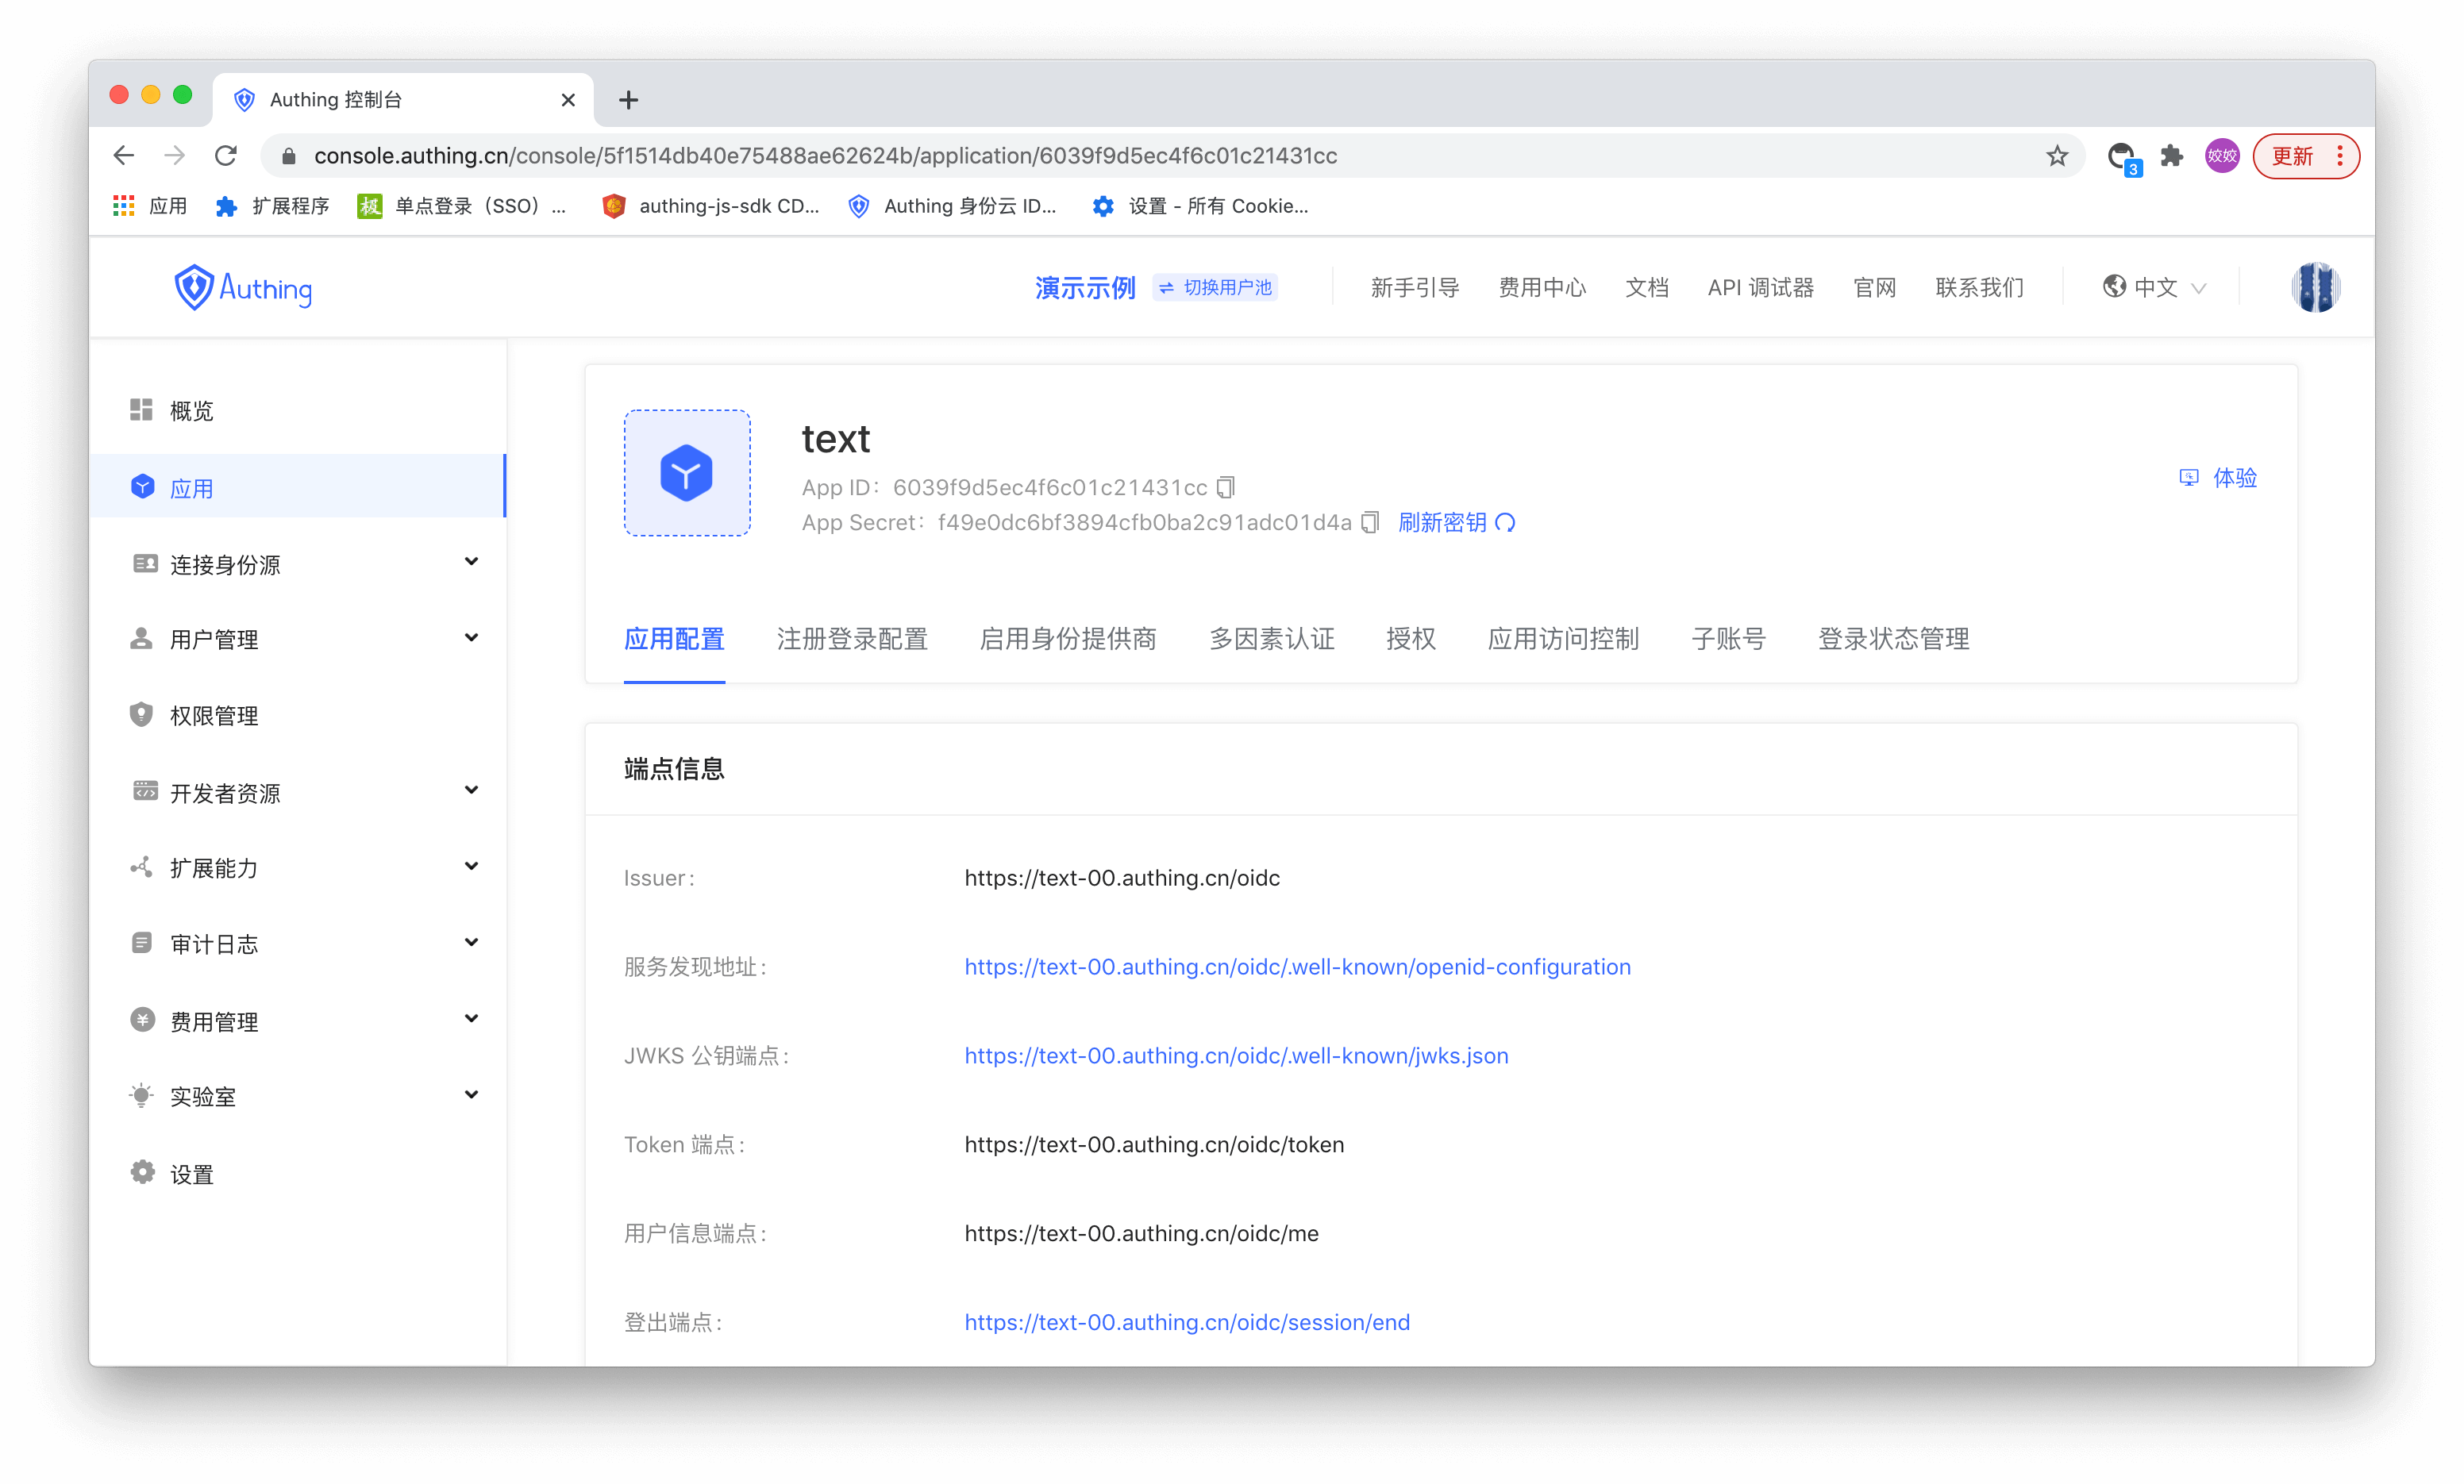 Authing 控制台
console.authing.cn/console/5f1514db40e75488ae62624b/application/6039f9d5ec4f6c01c21431cc
3
姣姣
更新
应用
扩展程序
极 单点登录（SSO）...
authing-js-sdk CD...
Authing 身份云 ID...
设置 - 所有 Cookie...
Authing
演示示例
切换用户池
新手引导
费用中心
文档
API 调试器
官网
联系我们
中文
概览
应用
连接身份源
用户管理
权限管理
开发者资源
扩展能力
审计日志
费用管理
实验室
设置
text
App ID：6039f9d5ec4f6c01c21431cc
App Secret：f49e0dc6bf3894cfb0ba2c91adc01d4a 刷新密钥
体验
应用配置 注册登录配置 启用身份提供商 多因素认证 授权 应用访问控制 子账号 登录状态管理
端点信息
Issuer： https://text-00.authing.cn/oidc
服务发现地址： https://text-00.authing.cn/oidc/.well-known/openid-configuration
JWKS 公钥端点： https://text-00.authing.cn/oidc/.well-known/jwks.json
Token 端点： https://text-00.authing.cn/oidc/token
用户信息端点： https://text-00.authing.cn/oidc/me
登出端点： https://text-00.authing.cn/oidc/session/end